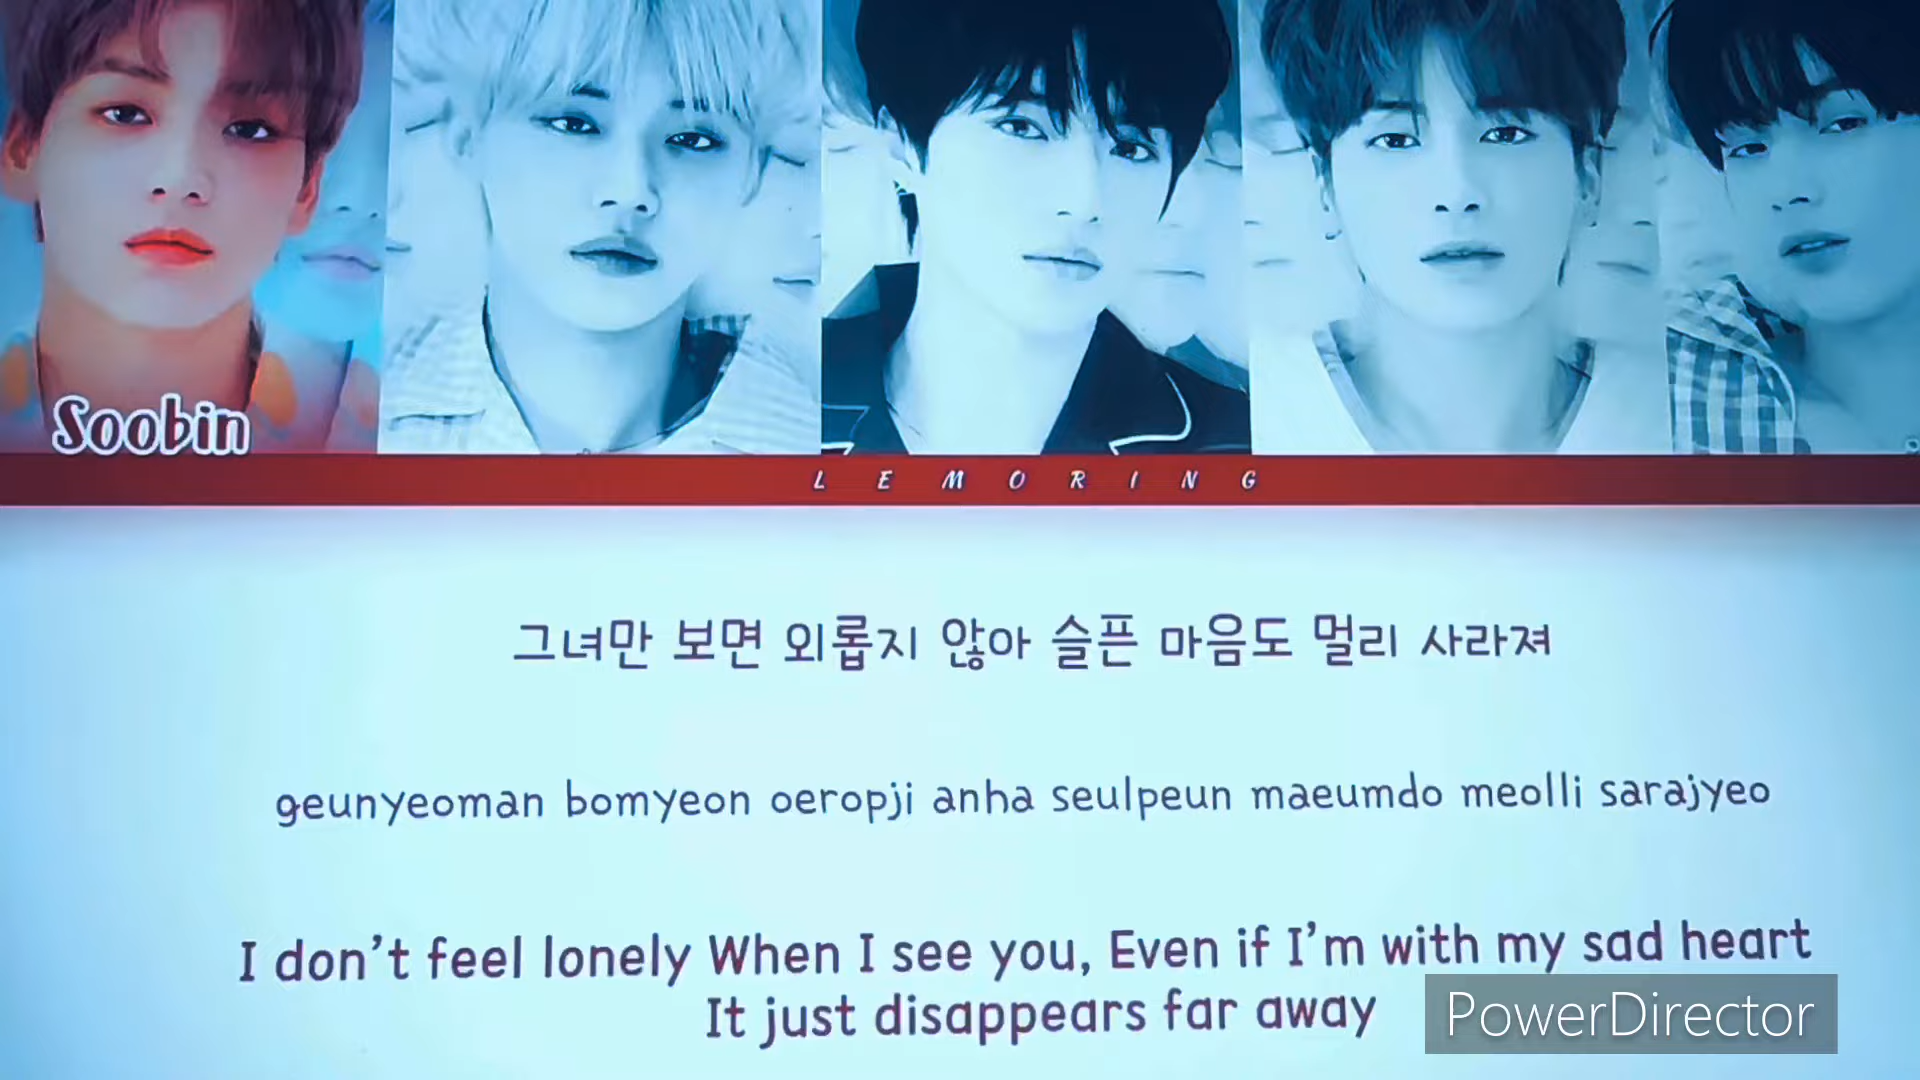 Soobin
LEMORING
그녀만 보면 외롭지 않아 슬픈 마음도 멀리 사라져
geunyeoman bomyeon oeropji anha seulpeun maeumdo meolli sarajyeo
I don't feel lonely When I see you, Even if I'm with my sad heart
It just disappears far away
PowerDirector